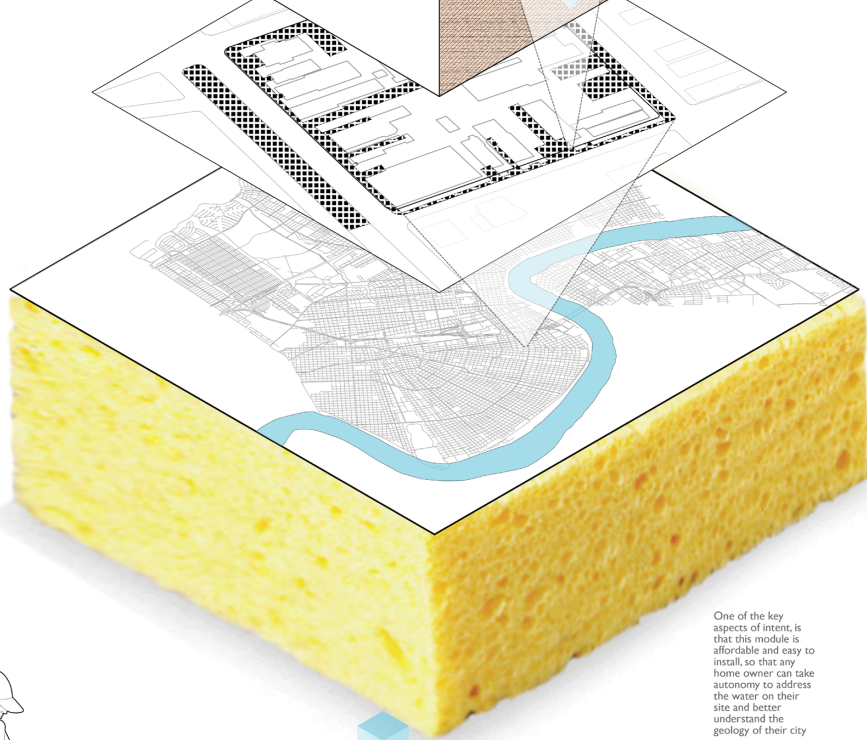 One of the key
aspects of intent, is
that this module is
affordable and easy to
install, so that any
home owner can take
autonomy to address
the water on their
site and better
understand the
geology of their city